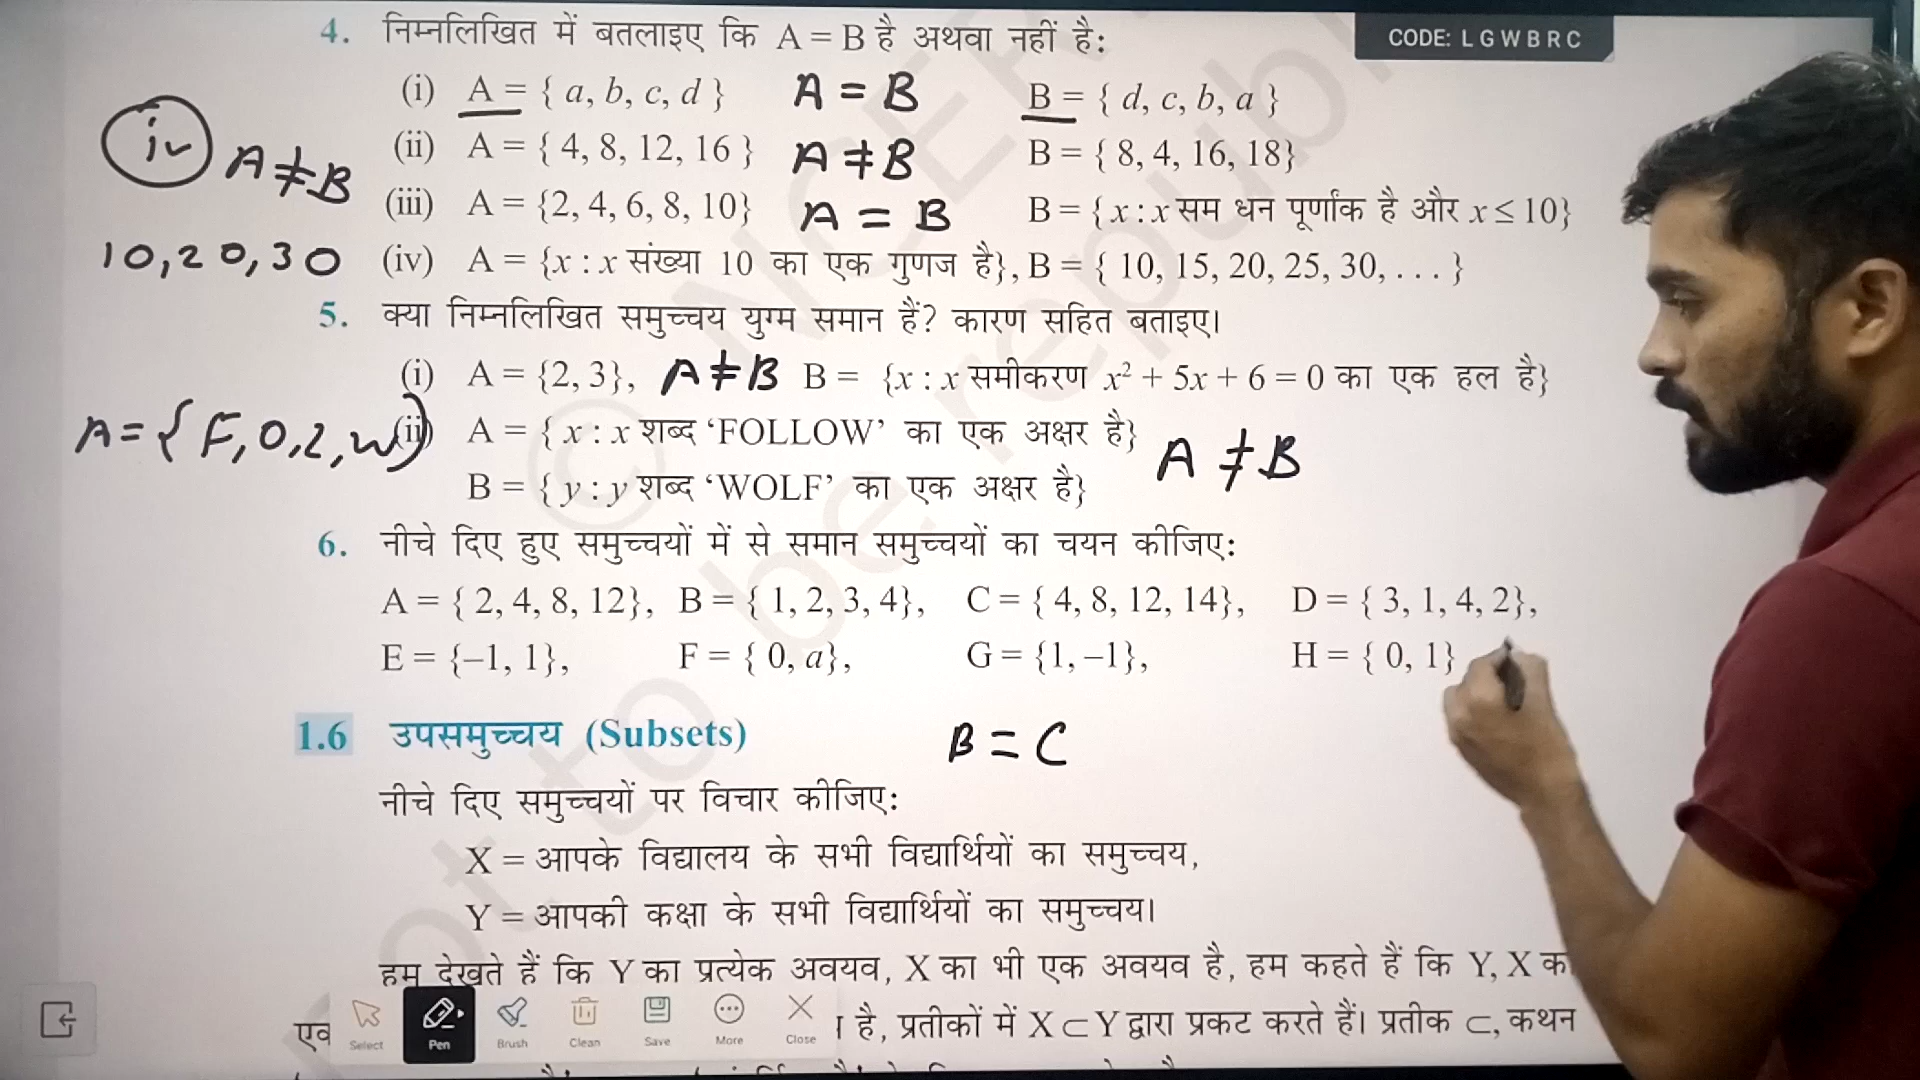 CODE: L G W B R C
4. निम्नलिखित में बतलाइए कि A = B है अथवा नहीं है:
(i) A = { a, b, c, d } A = B B = { d, c, b, a }
iv A ≠ B
(ii) A = { 4, 8, 12, 16 } A ≠ B B = { 8, 4, 16, 18}
(iii) A = {2, 4, 6, 8, 10} A = B B = { x : x सम धन पूर्णांक है और x ≤ 10}
10, 20, 30
(iv) A = {x : x संख्या 10 का एक गुणज है}, B = { 10, 15, 20, 25, 30, . . . }
5. क्या निम्नलिखित समुच्चय युग्म समान हैं? कारण सहित बताइए।
(i) A = {2, 3}, A ≠ B B = {x : x समीकरण x² + 5x + 6 = 0 का एक हल है}
A = { F, O, L, W }
(ii) A = { x : x शब्द ‘FOLLOW’ का एक अक्षर है}
A ≠ B
B = { y : y शब्द ‘WOLF’ का एक अक्षर है}
6. नीचे दिए हुए समुच्चयों में से समान समुच्चयों का चयन कीजिए:
A = { 2, 4, 8, 12}, B = { 1, 2, 3, 4}, C = { 4, 8, 12, 14}, D = { 3, 1, 4, 2},
E = {–1, 1}, F = { 0, a}, G = {1, –1}, H = { 0, 1}
1.6 उपसमुच्चय (Subsets)
B = C
नीचे दिए समुच्चयों पर विचार कीजिए:
X = आपके विद्यालय के सभी विद्यार्थियों का समुच्चय,
Y = आपकी कक्षा के सभी विद्यार्थियों का समुच्चय।
हम देखते हैं कि Y का प्रत्येक अवयव, X का भी एक अवयव है, हम कहते हैं कि Y, X का
एव है, प्रतीकों में X ⊂ Y द्वारा प्रकट करते हैं। प्रतीक ⊂, कथन
Select Pen Brush Clean Save More Close
© NCERT
not to be republi